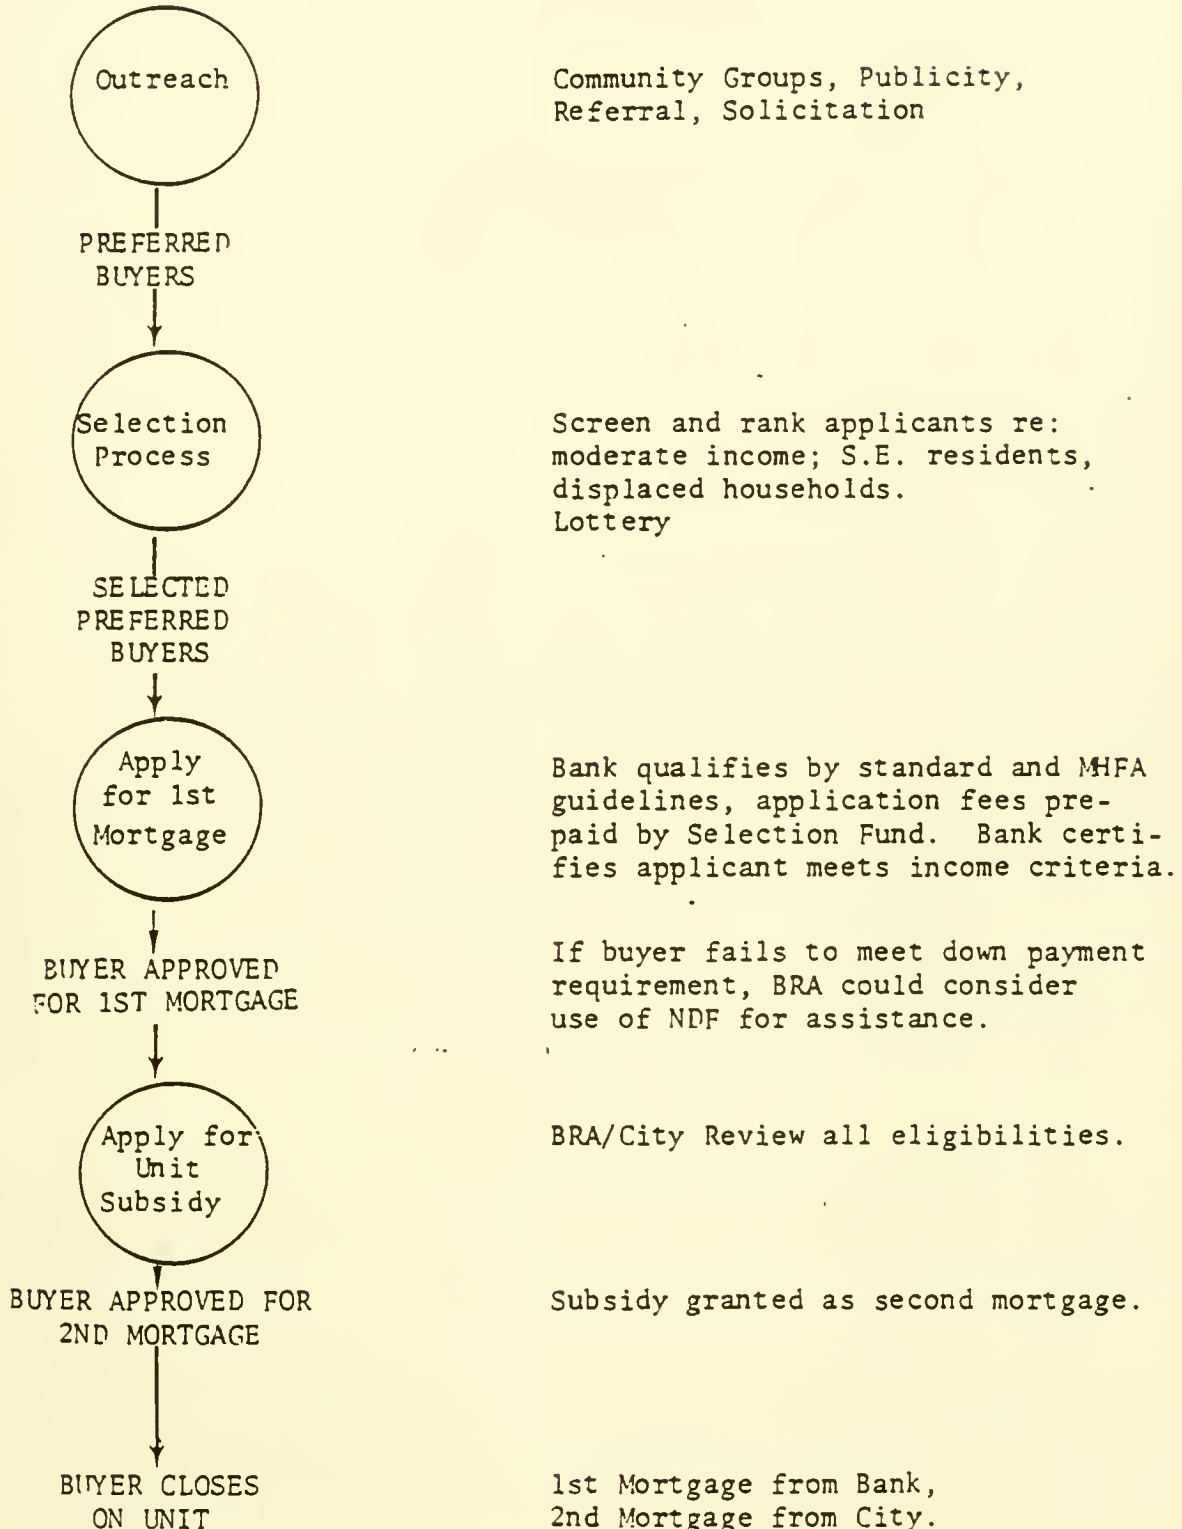 Outreach
Community Groups, Publicity,
Referral, Solicitation
PREFERRED
BUYERS
Selection
Process
Screen and rank applicants re:
moderate income; S.E. residents,
displaced households.
Lottery
SELECTED
PREFERRED
BUYERS
Apply
for 1st
Mortgage
Bank qualifies by standard and MHFA
guidelines, application fees pre-
paid by Selection Fund.  Bank certi-
fies applicant meets income criteria.
BUYER APPROVED
FOR 1ST MORTGAGE
If buyer fails to meet down payment
requirement, BRA could consider
use of NDF for assistance.
Apply for
Unit
Subsidy
BRA/City Review all eligibilities.
BUYER APPROVED FOR
2ND MORTGAGE
Subsidy granted as second mortgage.
BUYER CLOSES
ON UNIT
1st Mortgage from Bank,
2nd Mortgage from City.